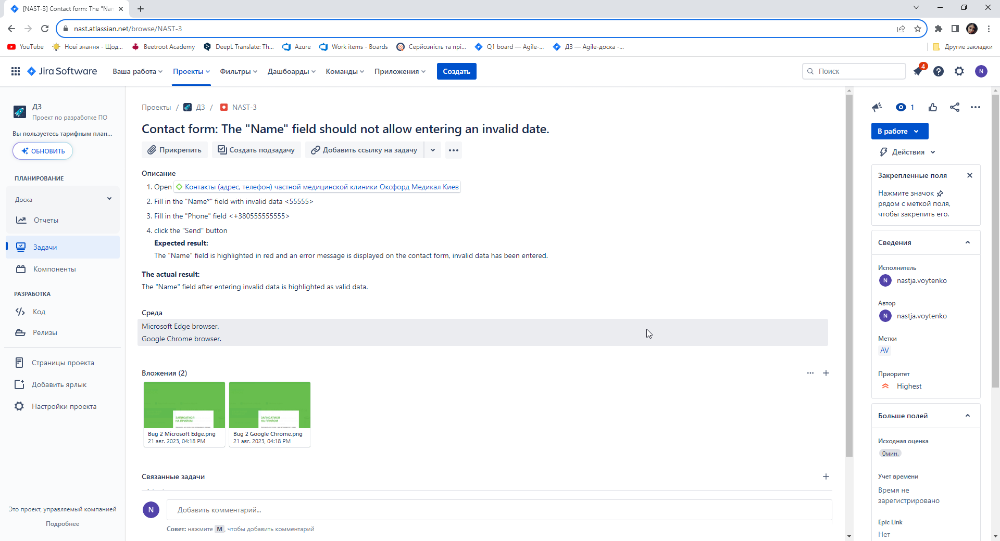 [NAST-3] Contact form: The "Nam
nast.atlassian.net/browse/NAST-3
YouTube
Нові знання - Щод...
Beetroot Academy
DeepL Translate: Th...
Azure
Work items - Boards
Серйозність та прі...
Q1 board — Agile-...
ДЗ — Agile-доска -...
Другие закладки
Jira Software
Ваша работа
Проекты
Фильтры
Дашбоарды
Команды
Приложения
Создать
Поиск
4
N
ДЗ
Проект по разработке ПО
Вы пользуетесь тарифным план...
ОБНОВИТЬ
ПЛАНИРОВАНИЕ
Доска
Отчеты
Задачи
Компоненты
РАЗРАБОТКА
Код
Релизы
Страницы проекта
Добавить ярлык
Настройки проекта
Это проект, управляемый компанией
Подробнее
Проекты / ДЗ / NAST-3
Contact form: The "Name" field should not allow entering an invalid date.
Прикрепить
Создать подзадачу
Добавить ссылку на задачу
Описание
1. Open Контакты (адрес, телефон) частной медицинской клиники Оксфорд Медикал Киев
2. Fill in the "Name*" field with invalid data <55555>
3. Fill in the "Phone" field <+380555555555>
4. click the "Send" button
Expected result:
The "Name" field is highlighted in red and an error message is displayed on the contact form, invalid data has been entered.
The actual result:
The "Name" field after entering invalid data is highlighted as valid data.
Среда
Microsoft Edge browser.
Google Chrome browser.
Вложения (2)
ЗАПИСАТИСЯ
НА ПРИЙОМ
Bug 2 Microsoft Edge.png
21 авг. 2023, 04:18 PM
ЗАПИСАТИСЯ
НА ПРИЙОМ
Bug 2 Google Chrome.png
21 авг. 2023, 04:18 PM
Связанные задачи
N
Добавить комментарий...
Совет: нажмите M, чтобы добавить комментарий
1
В работе
Действия
Закрепленные поля
Нажмите значок
рядом с меткой поля,
чтобы закрепить его.
Сведения
Исполнитель
N
nastja.voytenko
Автор
N
nastja.voytenko
Метки
AV
Приоритет
Highest
Больше полей
Исходная оценка
0мин.
Учет времени
Время не
зарегистрировано
Epic Link
Нет